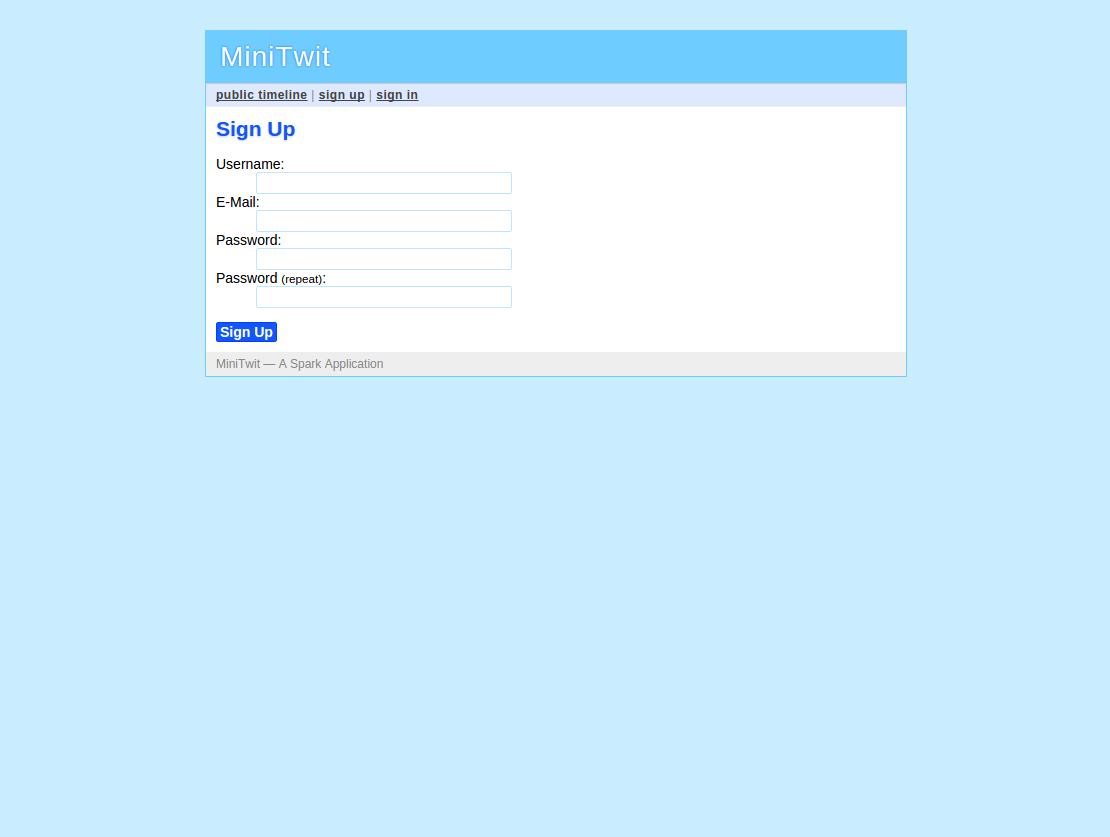 MiniTwit
public timeline | sign up | sign in
Sign Up
Username:
E-Mail:
Password:
Password (repeat):
Sign Up
MiniTwit — A Spark Application